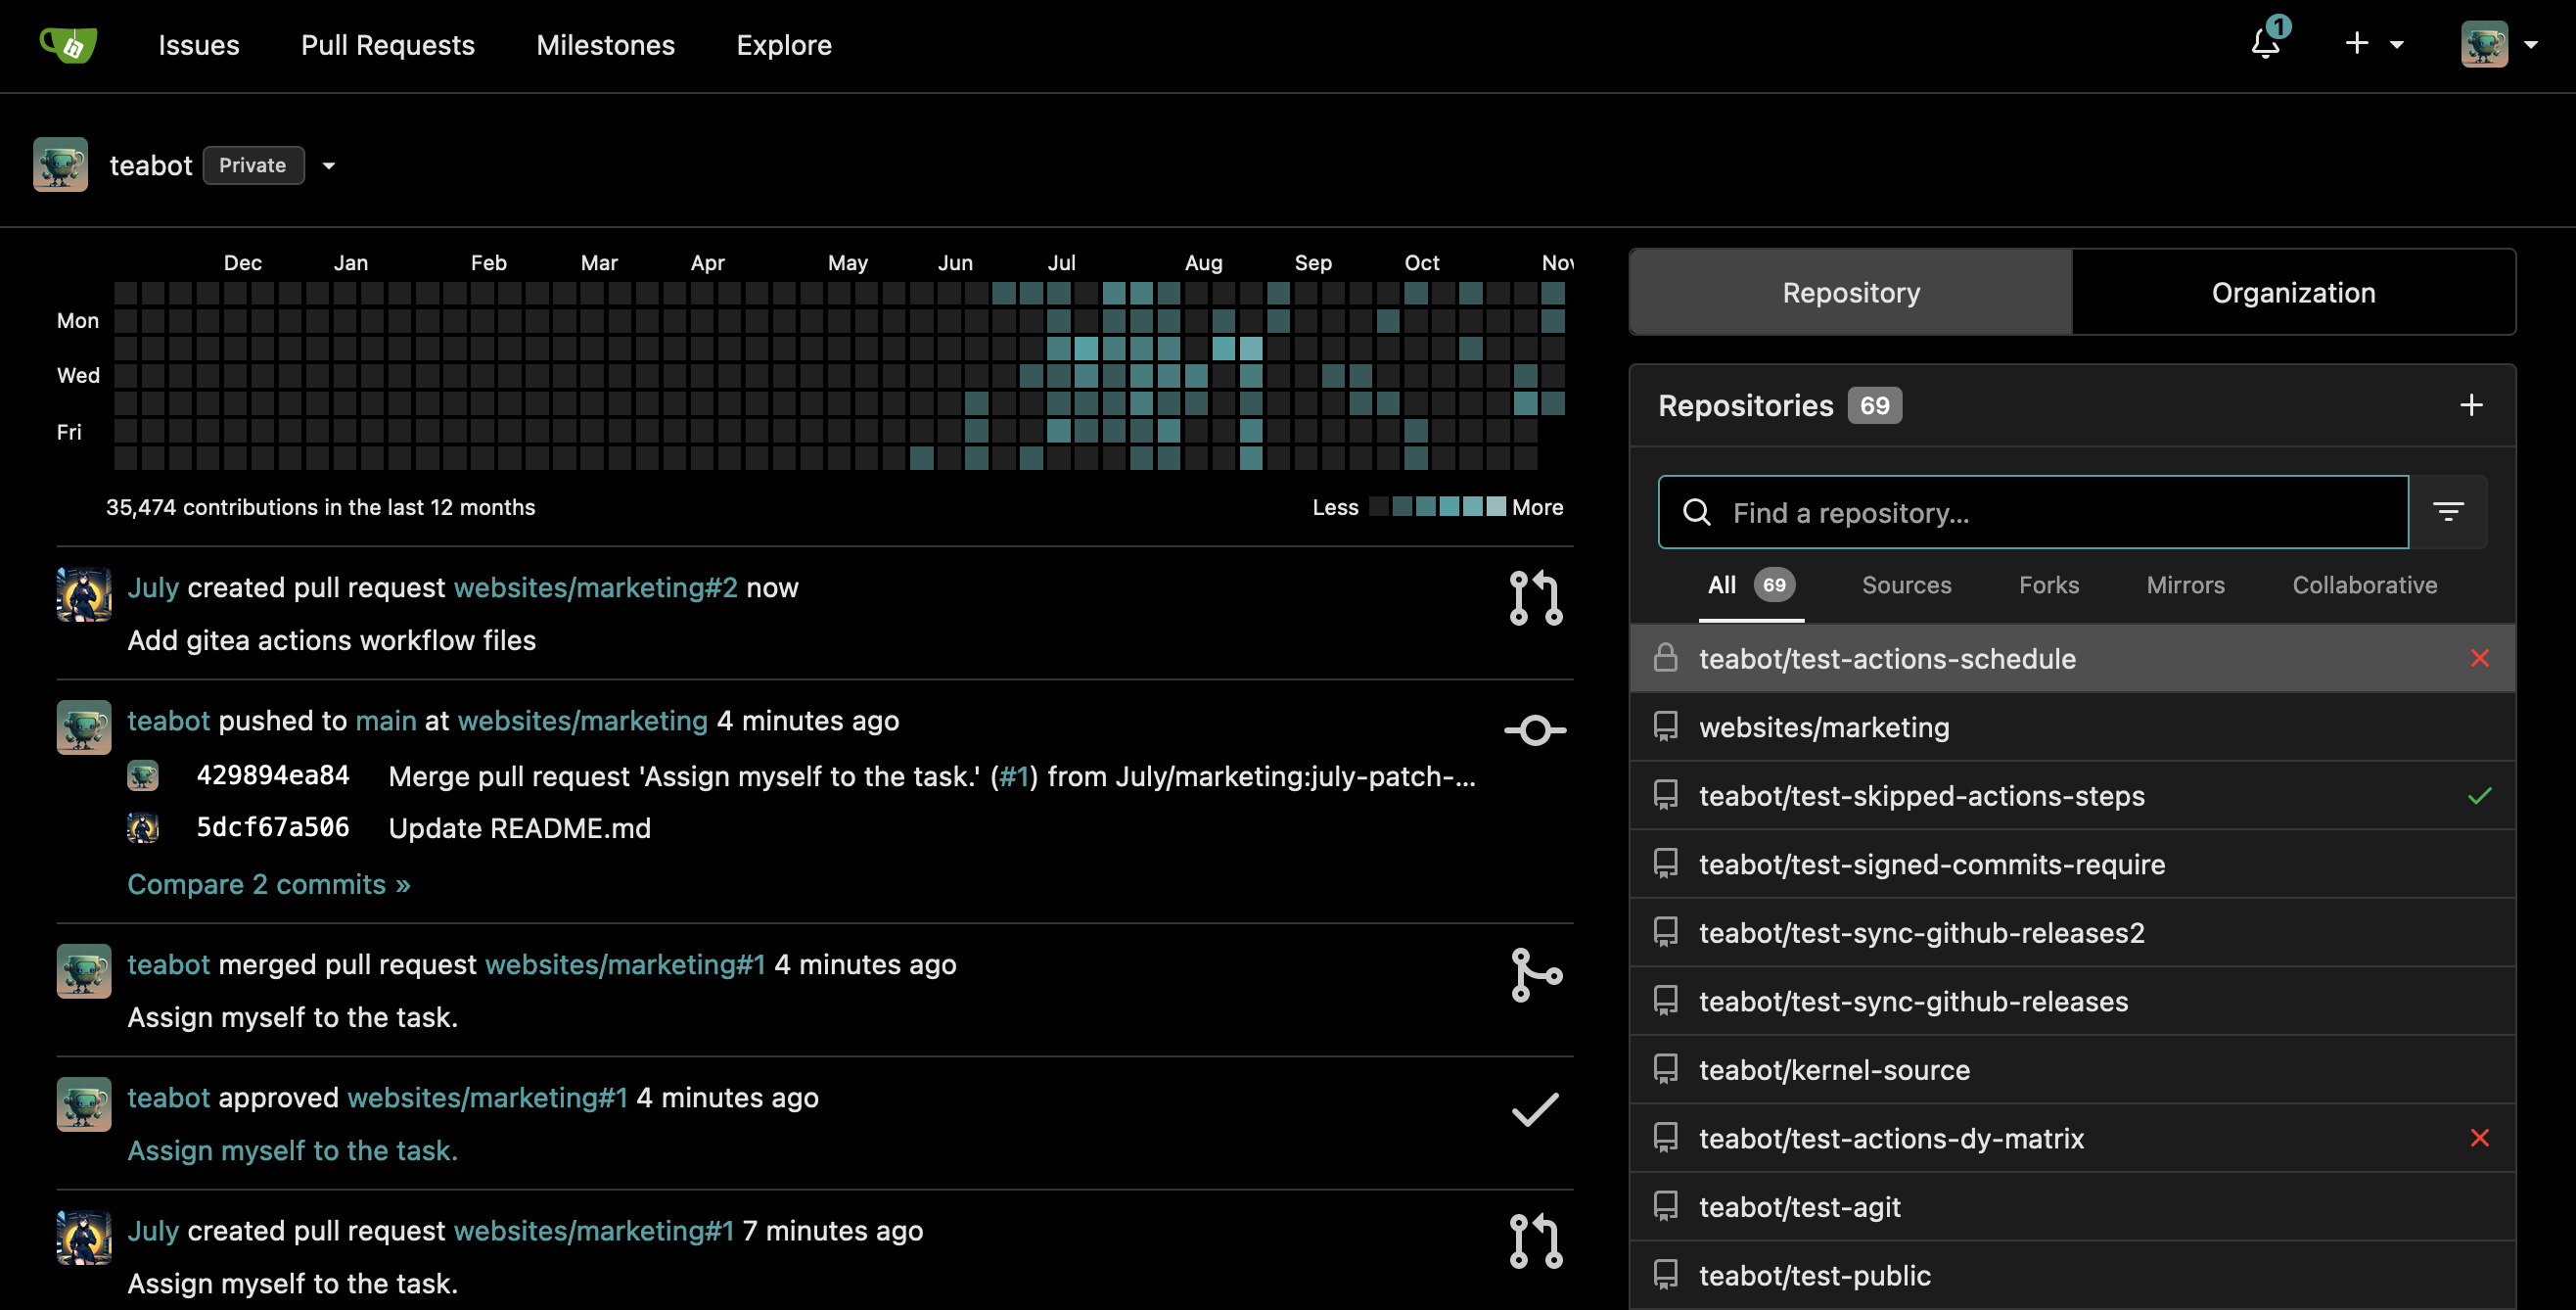 Issues Pull Requests Milestones Explore 1
teabot Private
Dec Jan Feb Mar Apr May Jun Jul Aug Sep Oct Nov
Mon
Wed
Fri
35,474 contributions in the last 12 months Less More
July created pull request websites/marketing#2 now
Add gitea actions workflow files
teabot pushed to main at websites/marketing 4 minutes ago
429894ea84 Merge pull request 'Assign myself to the task.' (#1) from July/marketing:july-patch-...
5dcf67a506 Update README.md
Compare 2 commits »
teabot merged pull request websites/marketing#1 4 minutes ago
Assign myself to the task.
teabot approved websites/marketing#1 4 minutes ago
Assign myself to the task.
July created pull request websites/marketing#1 7 minutes ago
Assign myself to the task.
Repository Organization
Repositories 69
Find a repository...
All 69 Sources Forks Mirrors Collaborative
teabot/test-actions-schedule
websites/marketing
teabot/test-skipped-actions-steps
teabot/test-signed-commits-require
teabot/test-sync-github-releases2
teabot/test-sync-github-releases
teabot/kernel-source
teabot/test-actions-dy-matrix
teabot/test-agit
teabot/test-public